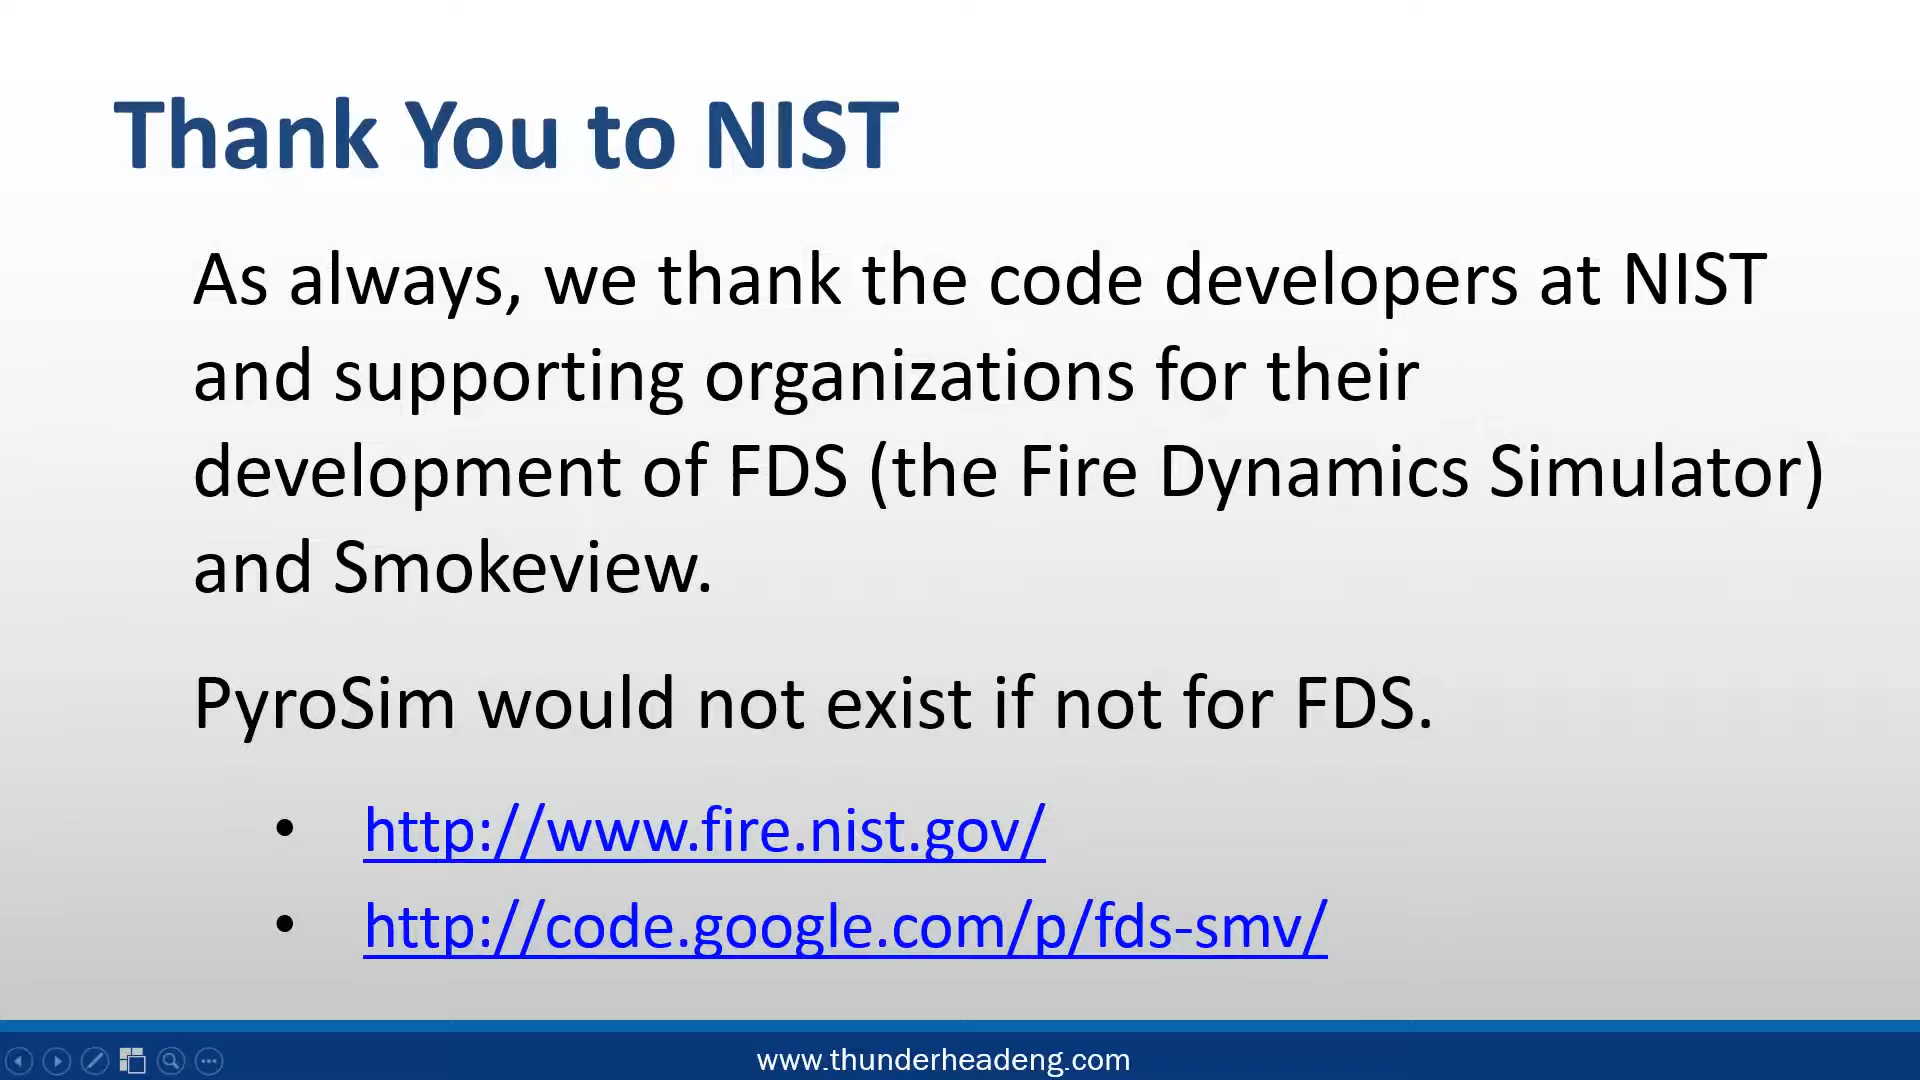 Thank You to NIST
As always, we thank the code developers at NIST
and supporting organizations for their
development of FDS (the Fire Dynamics Simulator)
and Smokeview.
PyroSim would not exist if not for FDS.
• http://www.fire.nist.gov/
• http://code.google.com/p/fds-smv/
www.thunderheadeng.com